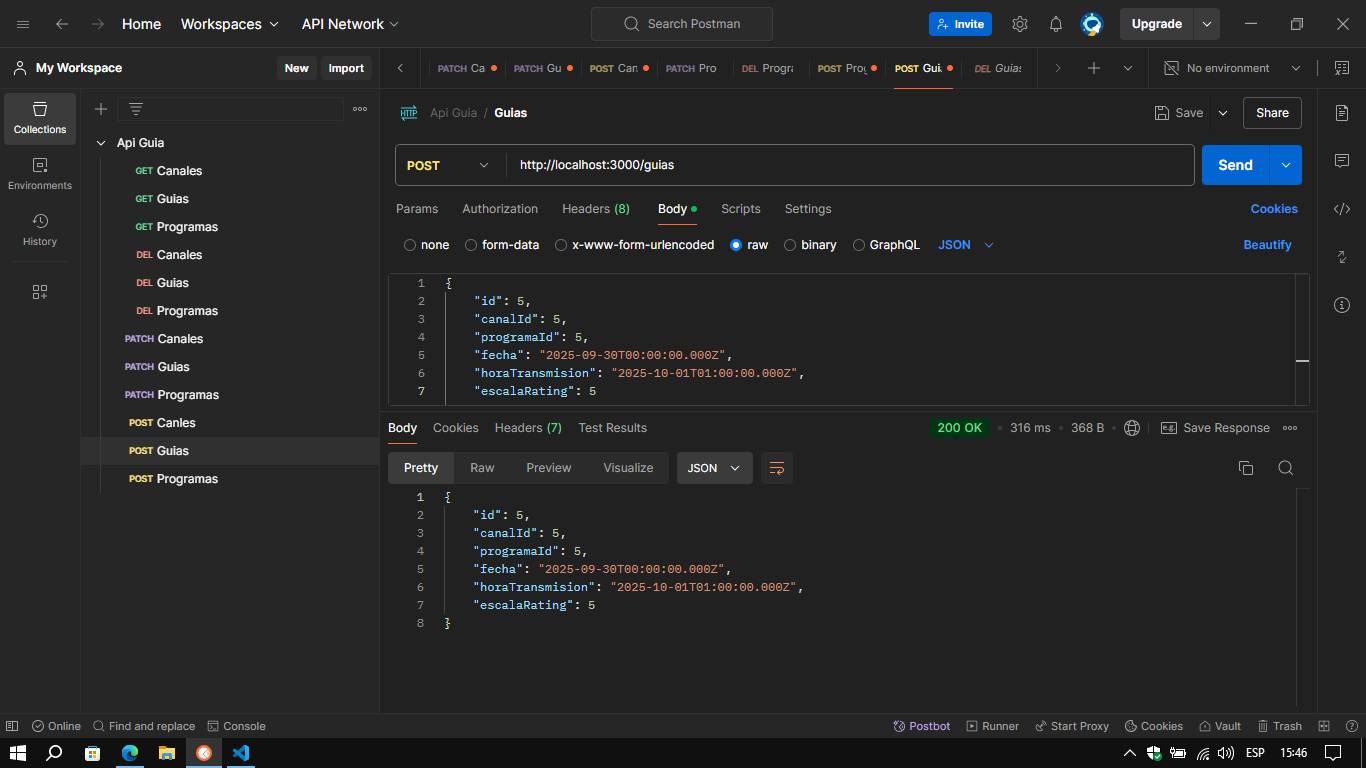 Home Workspaces API Network Search Postman Invite Upgrade
My Workspace New Import PATCH Ca PATCH Gu POST Can PATCH Pro DEL Progra POST Prog POST Guia DEL Guias No environment
Collections
Environments
History
Api Guia
GET Canales
GET Guias
GET Programas
DEL Canales
DEL Guias
DEL Programas
PATCH Canales
PATCH Guias
PATCH Programas
POST Canles
POST Guias
POST Programas
HTTP Api Guia / Guias Save Share
POST http://localhost:3000/guias Send
Params Authorization Headers (8) Body Scripts Settings Cookies
none form-data x-www-form-urlencoded raw binary GraphQL JSON Beautify
1 {
2 "id": 5,
3 "canalId": 5,
4 "programaId": 5,
5 "fecha": "2025-09-30T00:00:00.000Z",
6 "horaTransmision": "2025-10-01T01:00:00.000Z",
7 "escalaRating": 5
Body Cookies Headers (7) Test Results 200 OK 316 ms 368 B e.g. Save Response
Pretty Raw Preview Visualize JSON
1 {
2 "id": 5,
3 "canalId": 5,
4 "programaId": 5,
5 "fecha": "2025-09-30T00:00:00.000Z",
6 "horaTransmision": "2025-10-01T01:00:00.000Z",
7 "escalaRating": 5
8 }
Online Find and replace Console Postbot Runner Start Proxy Cookies Vault Trash
ESP 15:46